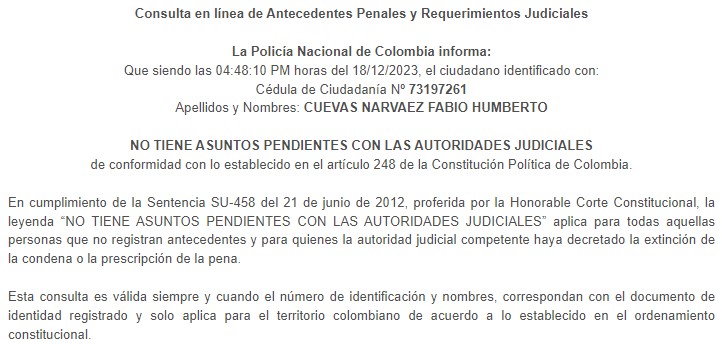 Consulta en línea de Antecedentes Penales y Requerimientos Judiciales
La Policía Nacional de Colombia informa:
Que siendo las 04:48:10 PM horas del 18/12/2023, el ciudadano identificado con:
Cédula de Ciudadanía Nº 73197261
Apellidos y Nombres: CUEVAS NARVAEZ FABIO HUMBERTO
NO TIENE ASUNTOS PENDIENTES CON LAS AUTORIDADES JUDICIALES
de conformidad con lo establecido en el artículo 248 de la Constitución Política de Colombia.
En cumplimiento de la Sentencia SU-458 del 21 de junio de 2012, proferida por la Honorable Corte Constitucional, la
leyenda “NO TIENE ASUNTOS PENDIENTES CON LAS AUTORIDADES JUDICIALES” aplica para todas aquellas
personas que no registran antecedentes y para quienes la autoridad judicial competente haya decretado la extinción de
la condena o la prescripción de la pena.
Esta consulta es válida siempre y cuando el número de identificación y nombres, correspondan con el documento de
identidad registrado y solo aplica para el territorio colombiano de acuerdo a lo establecido en el ordenamiento
constitucional.